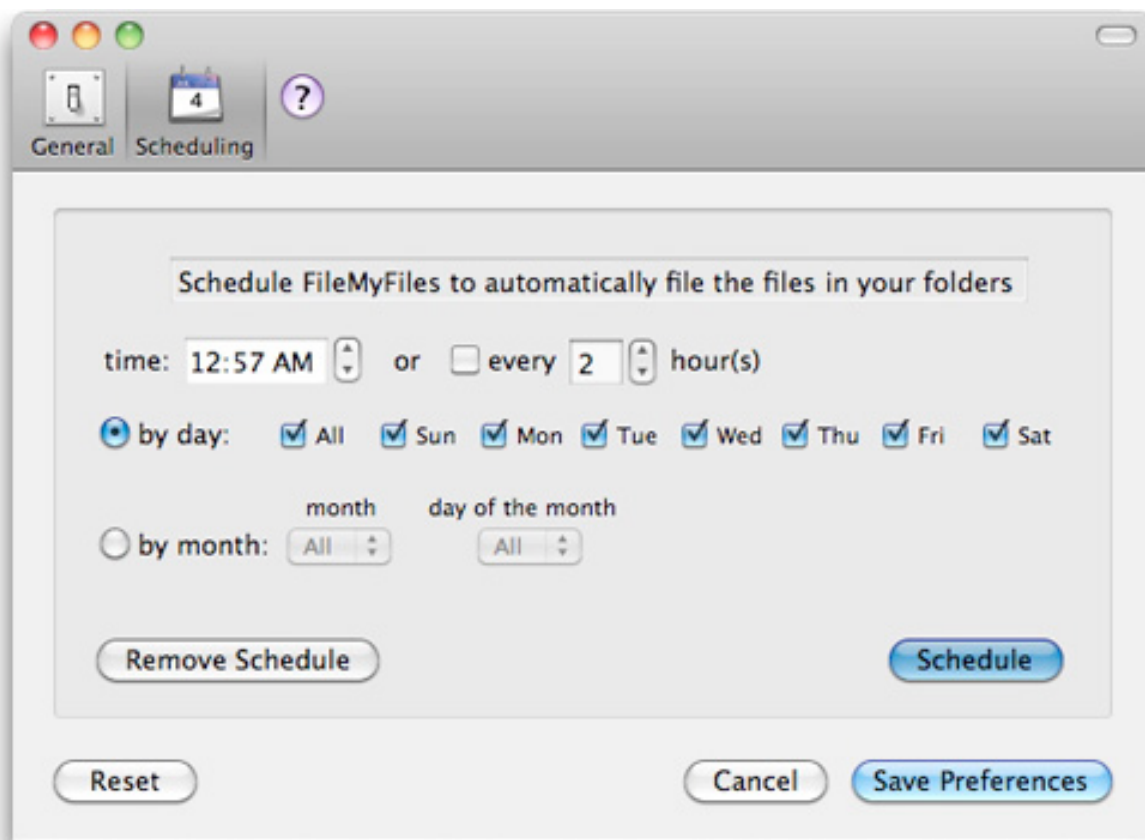 4
?
General Scheduling
Schedule FileMyFiles to automatically file the files in your folders
time: 12:57 AM or every 2 hour(s)
by day: All Sun Mon Tue Wed Thu Fri Sat
month day of the month
by month: All All
Remove Schedule Schedule
Reset Cancel Save Preferences